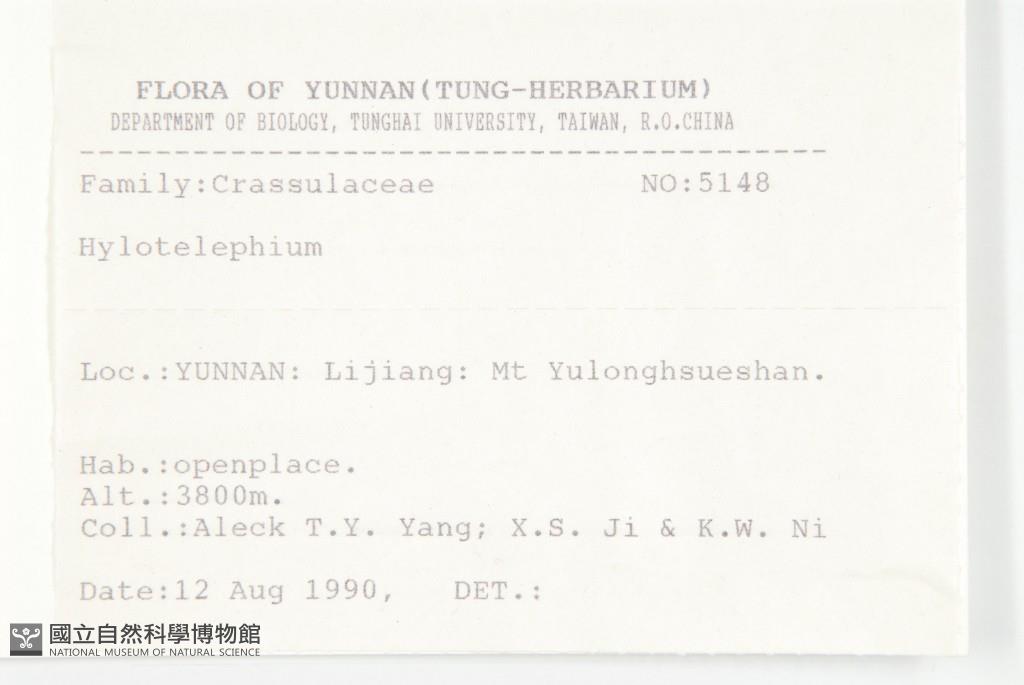 FLORA OF YUNNAN(TUNG-HERBARIUM)
DEPARTMENT OF BIOLOGY, TUNGHAI UNIVERSITY, TAIWAN, R.O.CHINA
----------------------------------------
Family:Crassulaceae NO:5148
Hylotelephium
Loc.:YUNNAN: Lijiang: Mt Yulonghsueshan.
Hab.:openplace.
Alt.:3800m.
Coll.:Aleck T.Y. Yang; X.S. Ji & K.W. Ni
Date:12 Aug 1990, DET.:
國立自然科學博物館
NATIONAL MUSEUM OF NATURAL SCIENCE